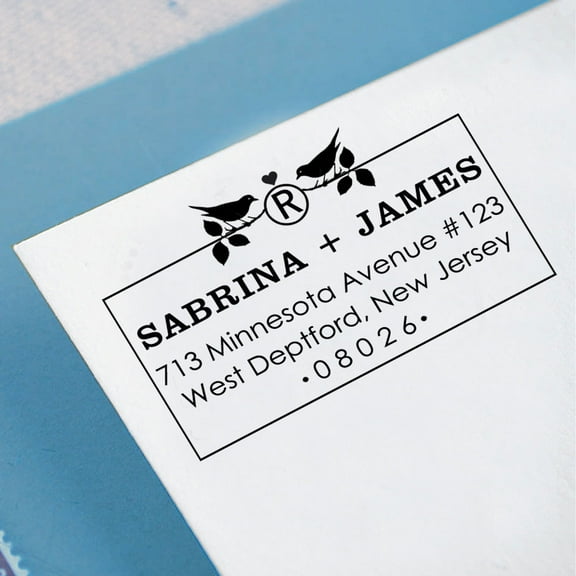 R
SABRINA + JAMES
713 Minnesota Avenue #123
West Deptford, New Jersey
•08026•